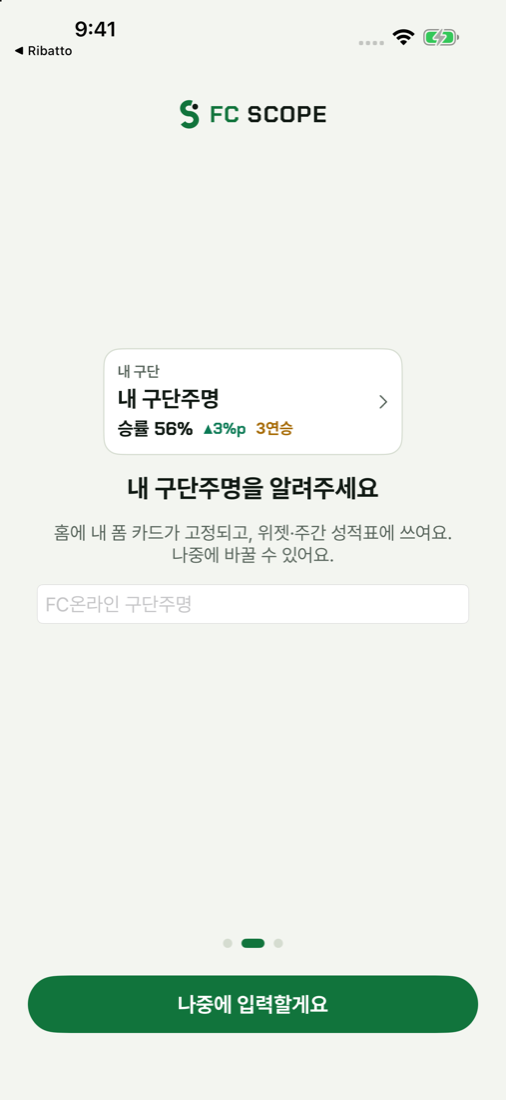 9:41
◀ Ribatto
FC SCOPE
내 구단
내 구단주명
승률 56% ▲3%p 3연승
내 구단주명을 알려주세요
홈에 내 폼 카드가 고정되고, 위젯·주간 성적표에 쓰여요.
나중에 바꿀 수 있어요.
FC온라인 구단주명
나중에 입력할게요